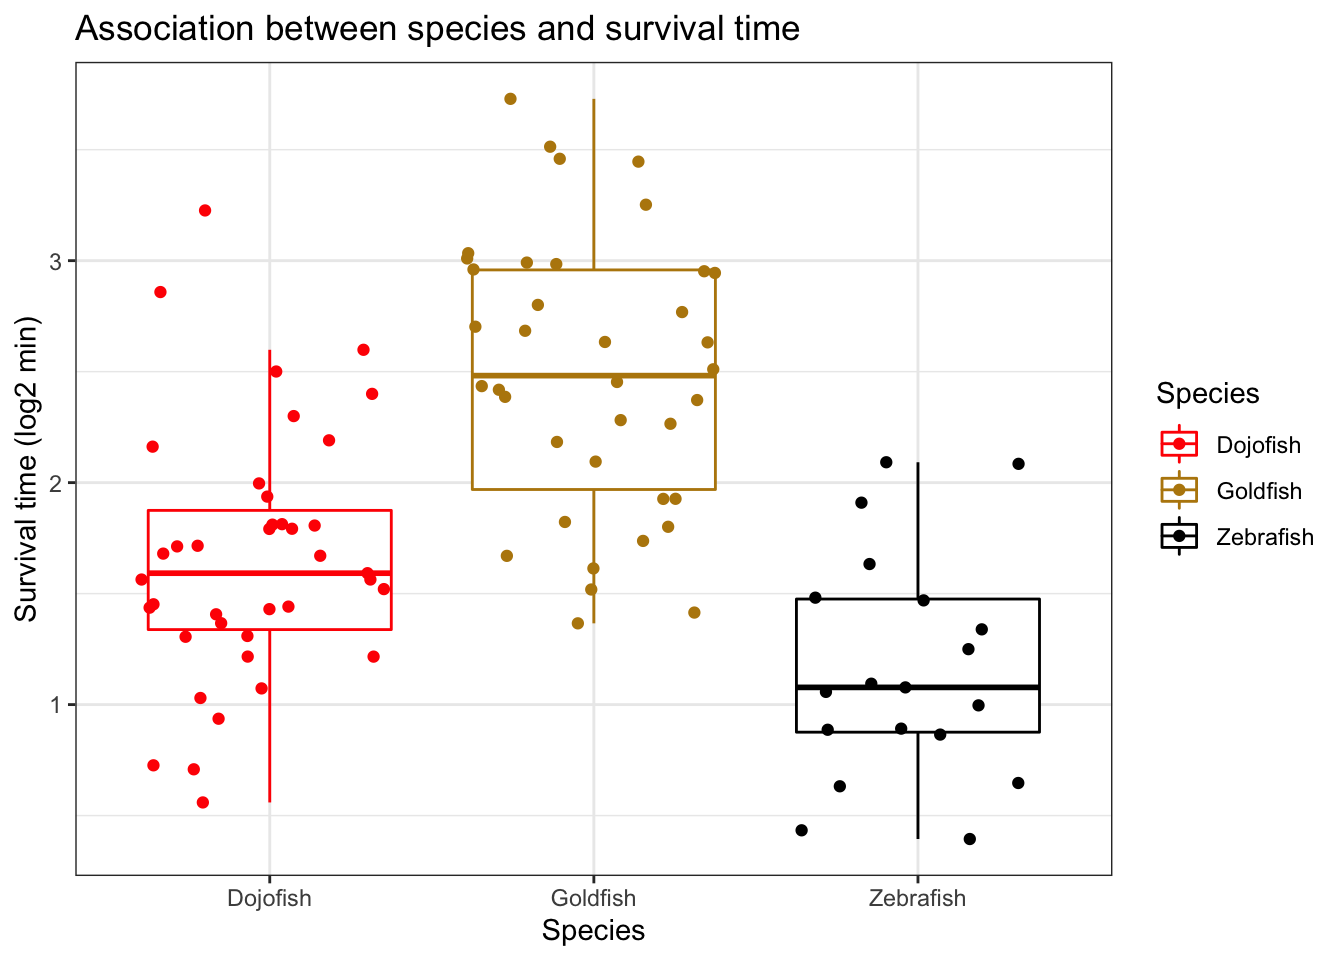 Association between species and survival time
Survival time (log2 min)
3
2
1
Dojofish
Goldfish
Zebrafish
Species
Species
Dojofish
Goldfish
Zebrafish